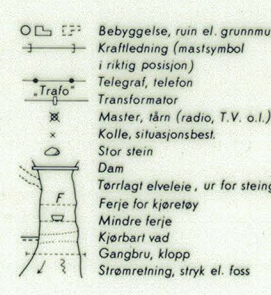 Bebyggelse, ruin el. grunnmu
Kraftledning (mastsymbol
i riktig posisjon)
Telegraf, telefon
"Trafo" Transformator
Master, tårn (radio, T.V. o.l.)
Kolle, situasjonsbest.
Stor stein
Dam
Tørrlagt elveleie, ur for steing
F Ferje for kjøretøy
Mindre ferje
Kjørbart vad
Gangbru, klopp
Strømretning, stryk el. foss